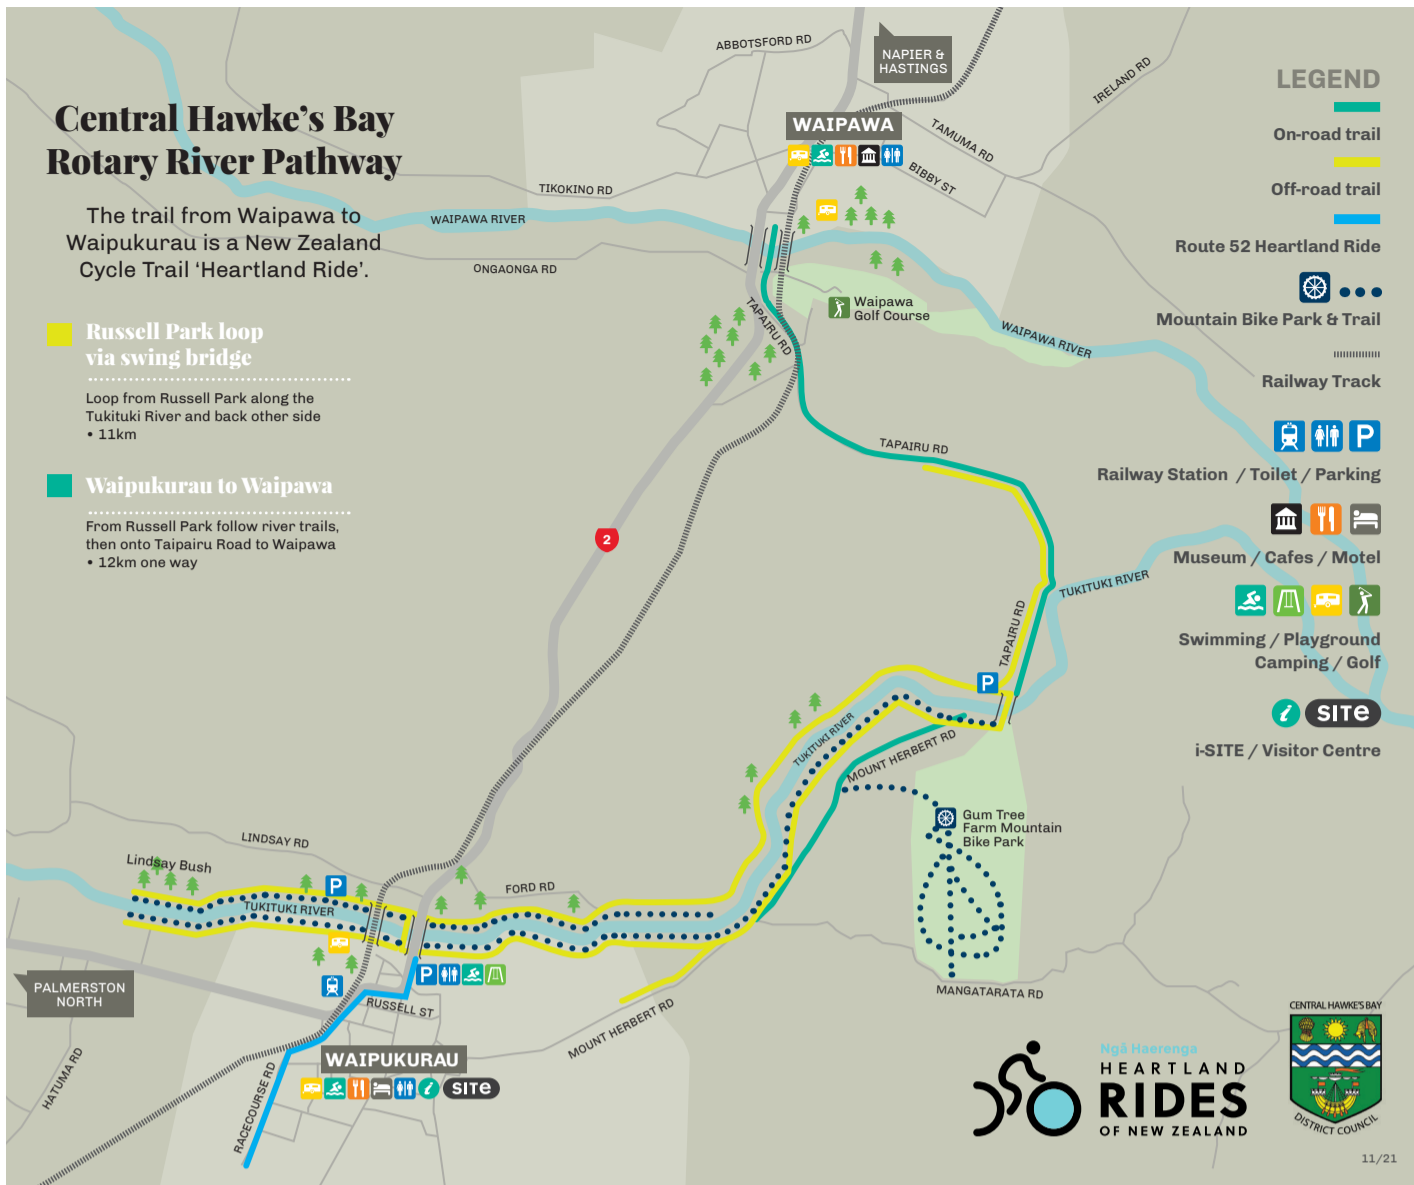 Central Hawke's Bay
Rotary River Pathway
The trail from Waipawa to
Waipukurau is a New Zealand
Cycle Trail ‘Heartland Ride’.
Russell Park loop
via swing bridge
Loop from Russell Park along the
Tukituki River and back other side
• 11km
Waipukurau to Waipawa
From Russell Park follow river trails,
then onto Taipairu Road to Waipawa
• 12km one way
ABBOTSFORD RD
NAPIER &
HASTINGS
IRELAND RD
WAIPAWA
TAMUMA RD
BIBBY ST
TIKOKINO RD
WAIPAWA RIVER
ONGAONGA RD
TAPAIRU RD
Waipawa
Golf Course
WAIPAWA RIVER
TAPAIRU RD
2
TUKITUKI RIVER
TAPAIRU RD
P
TUKITUKI RIVER
MOUNT HERBERT RD
Gum Tree
Farm Mountain
Bike Park
LINDSAY RD
Lindsay Bush
P
FORD RD
TUKITUKI RIVER
P
PALMERSTON
NORTH
RUSSELL ST
MANGATARATA RD
MOUNT HERBERT RD
WAIPUKURAU
i SITe
HATUMA RD
RACECOURSE RD
LEGEND
On-road trail
Off-road trail
Route 52 Heartland Ride
Mountain Bike Park & Trail
Railway Track
P
Railway Station / Toilet / Parking
Museum / Cafes / Motel
Swimming / Playground
Camping / Golf
i SITe
i-SITE / Visitor Centre
Ngā Haerenga
HEARTLAND
RIDES
OF NEW ZEALAND
CENTRAL HAWKE'S BAY
DISTRICT COUNCIL
11/21